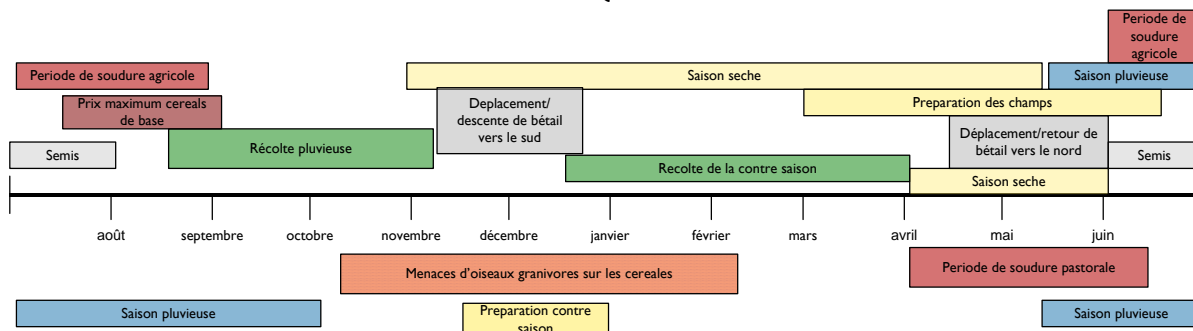 Periode de
soudure
agricole
Periode de soudure agricole
Saison seche
Saison pluvieuse
Prix maximum cereals
de base
Deplacement/
descente de bétail
vers le sud
Preparation des champs
Semis
Récolte pluvieuse
Déplacement/retour de
bétail vers le nord
Semis
Recolte de la contre saison
Saison seche
août septembre octobre novembre décembre janvier février mars avril mai juin
Menaces d'oiseaux granivores sur les cereales
Periode de soudure pastorale
Saison pluvieuse
Preparation contre
saison
Saison pluvieuse